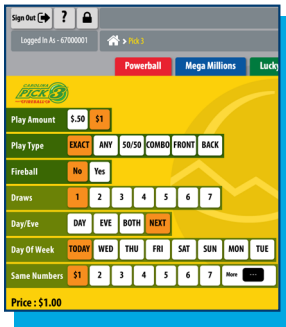 Sign Out ?
Logged In As - 67000001 > Pick 3
Powerball Mega Millions Lucky
CAROLINA
PICK 3
FIREBALL
Play Amount $.50 $1
Play Type EXACT ANY 50/50 COMBO FRONT BACK
Fireball No Yes
Draws 1 2 3 4 5 6 7
Day/Eve DAY EVE BOTH NEXT
Day Of Week TODAY WED THU FRI SAT SUN MON TUE
Same Numbers $1 2 3 4 5 6 7 More ...
Price : $1.00